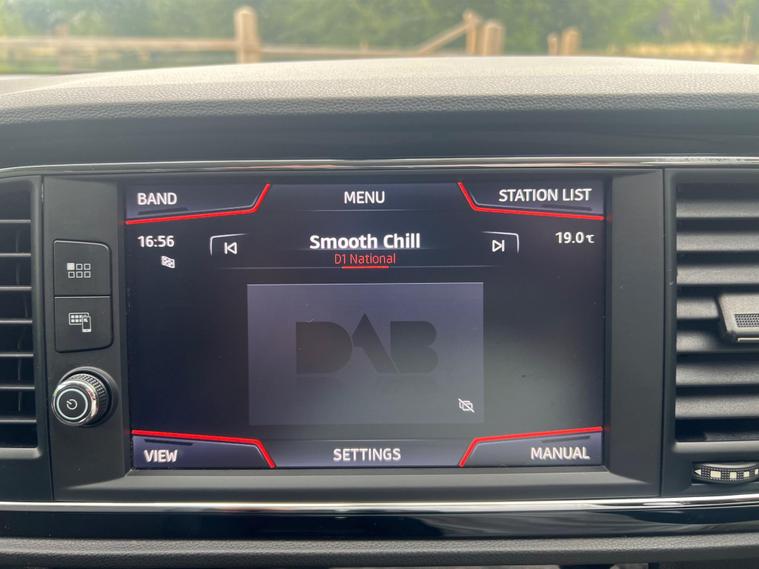 BAND
MENU
STATION LIST
16:56
Smooth Chill
19.0°C
D1 National
DAB
VIEW
SETTINGS
MANUAL